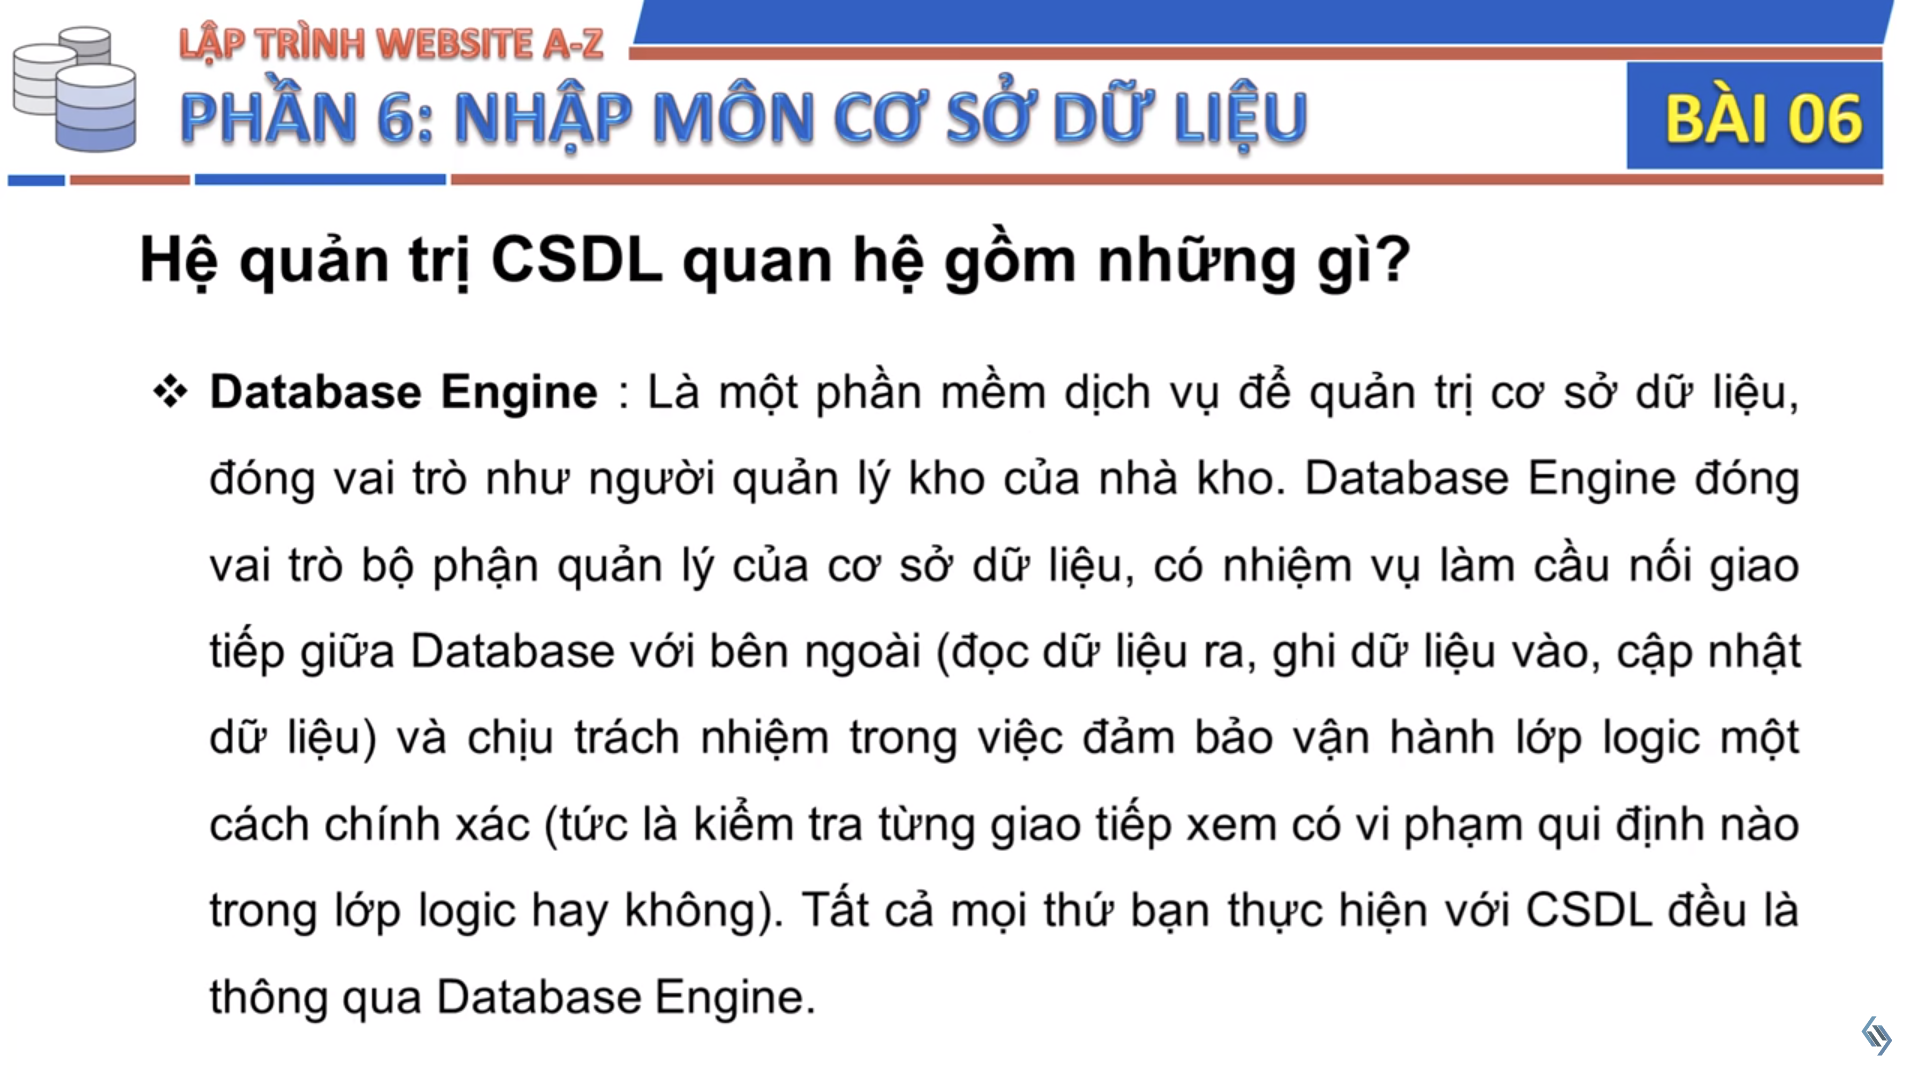 LẬP TRÌNH WEBSITE A-Z
PHẦN 6: NHẬP MÔN CƠ SỞ DỮ LIỆU
BÀI 06
Hệ quản trị CSDL quan hệ gồm những gì?
❖ Database Engine : Là một phần mềm dịch vụ để quản trị cơ sở dữ liệu,
đóng vai trò như người quản lý kho của nhà kho. Database Engine đóng
vai trò bộ phận quản lý của cơ sở dữ liệu, có nhiệm vụ làm cầu nối giao
tiếp giữa Database với bên ngoài (đọc dữ liệu ra, ghi dữ liệu vào, cập nhật
dữ liệu) và chịu trách nhiệm trong việc đảm bảo vận hành lớp logic một
cách chính xác (tức là kiểm tra từng giao tiếp xem có vi phạm qui định nào
trong lớp logic hay không). Tất cả mọi thứ bạn thực hiện với CSDL đều là
thông qua Database Engine.